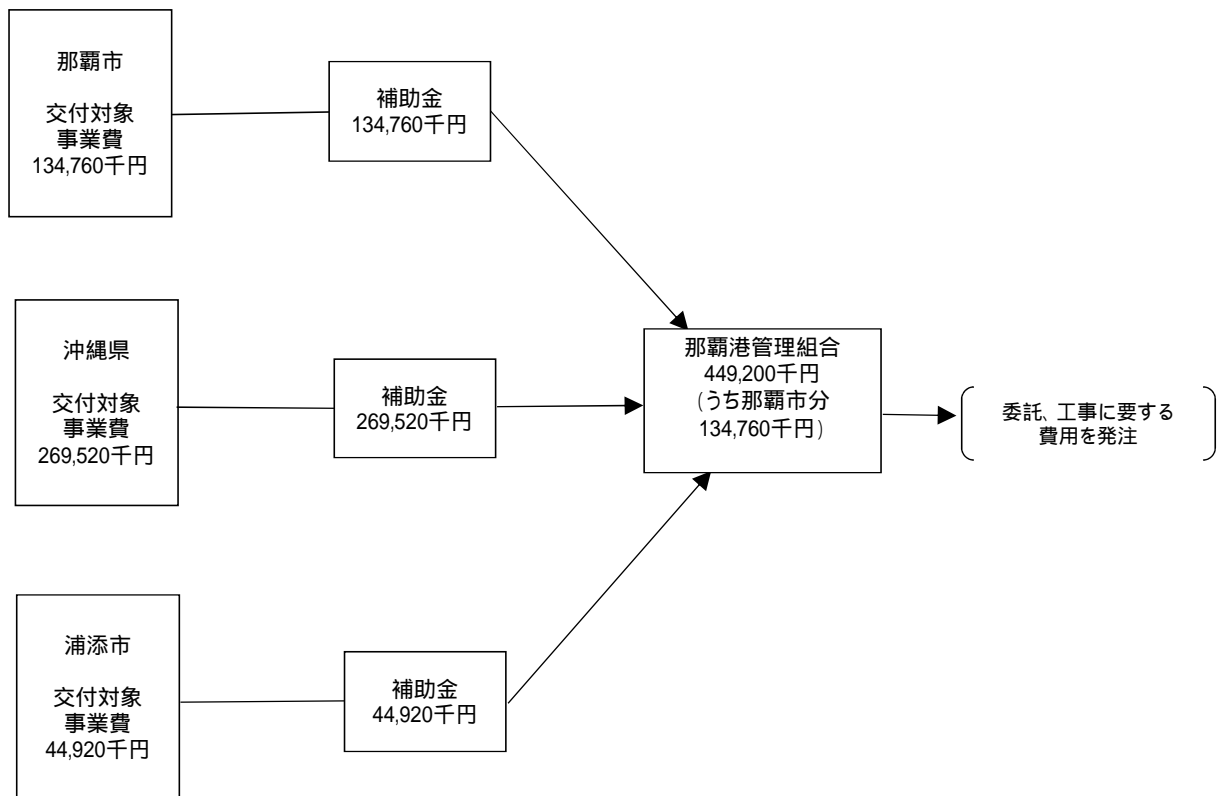 那覇市
交付対象
事業費
134,760千円
補助金
134,760千円
沖縄県
交付対象
事業費
269,520千円
補助金
269,520千円
那覇港管理組合
449,200千円
(うち那覇市分
134,760千円)
委託、工事に要する
費用を発注
浦添市
交付対象
事業費
44,920千円
補助金
44,920千円